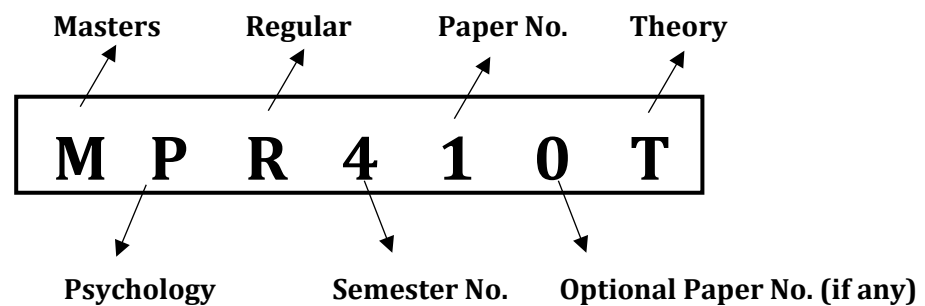 Masters Regular Paper No. Theory
M P R 4 1 0 T
Psychology Semester No. Optional Paper No. (if any)